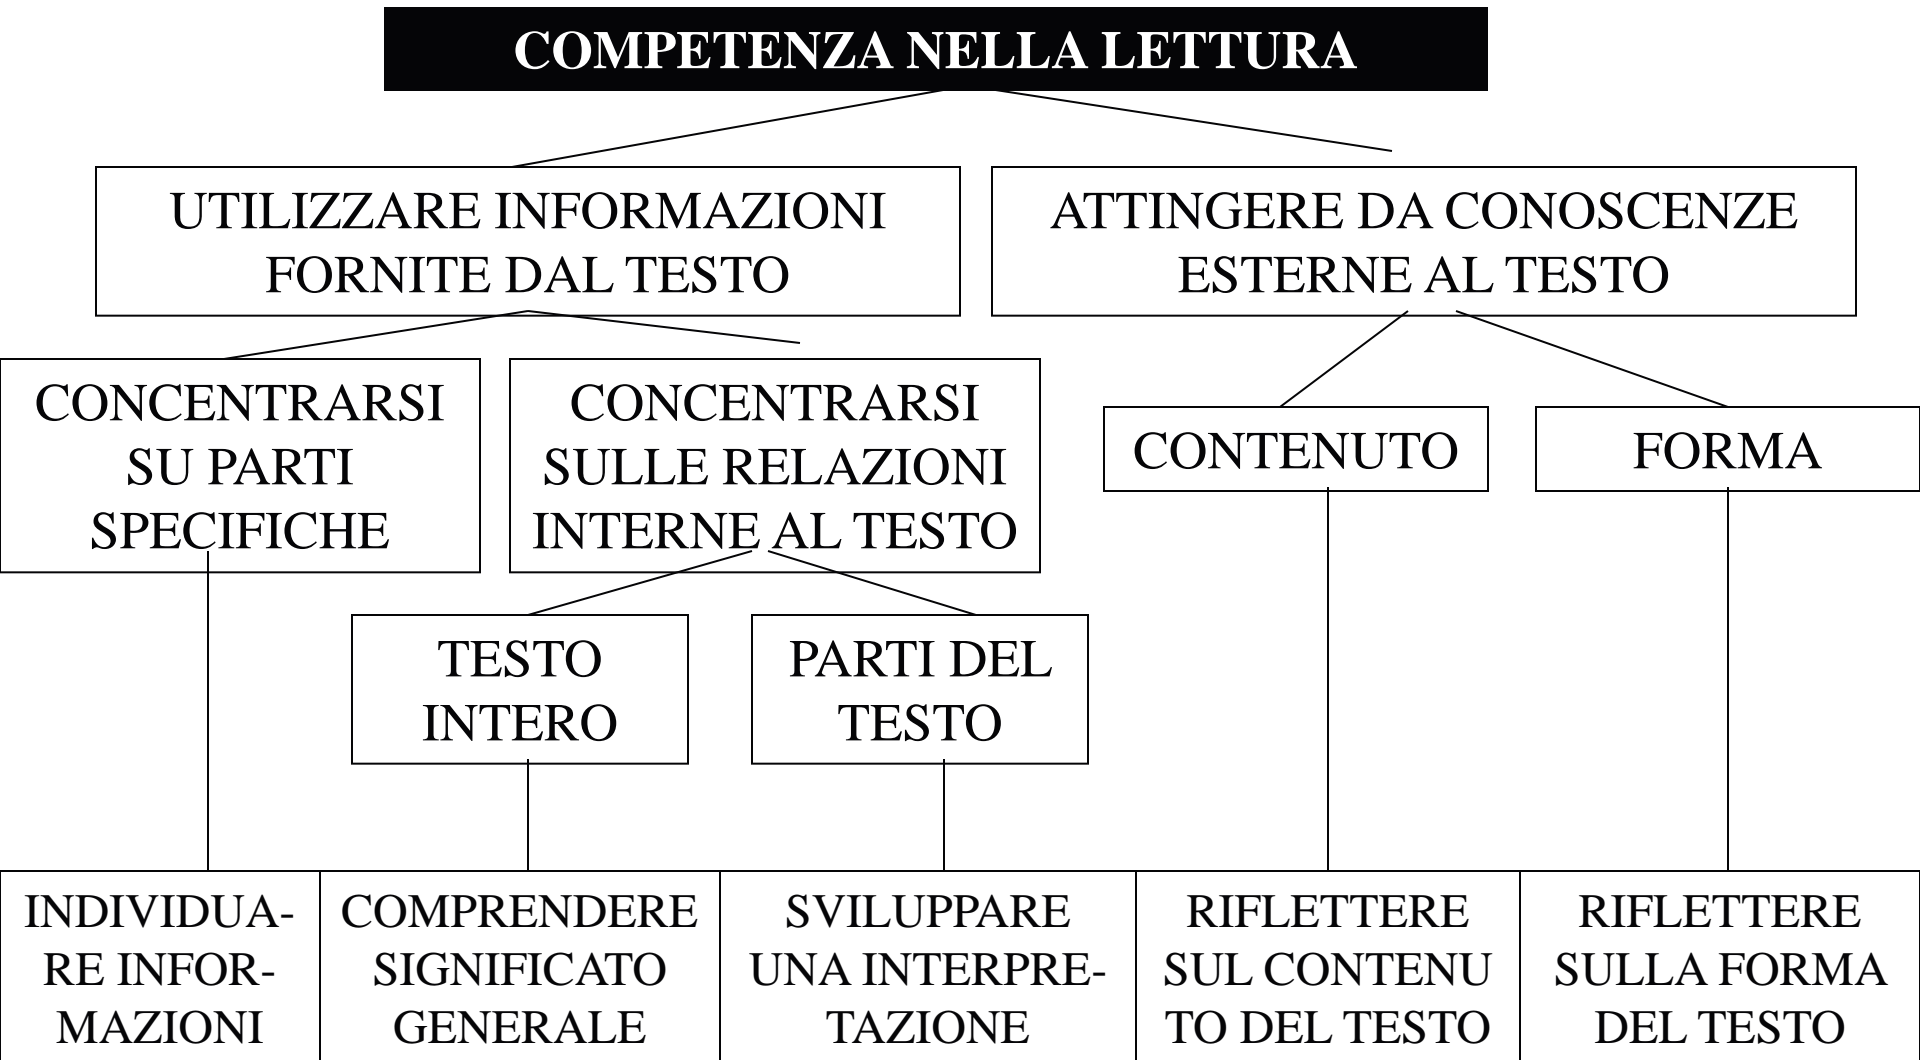 COMPETENZA NELLA LETTURA
UTILIZZARE INFORMAZIONI
FORNITE DAL TESTO
ATTINGERE DA CONOSCENZE
ESTERNE AL TESTO
CONCENTRARSI
SU PARTI
SPECIFICHE
CONCENTRARSI
SULLE RELAZIONI
INTERNE AL TESTO
CONTENUTO
FORMA
TESTO
INTERO
PARTI DEL
TESTO
INDIVIDUA-
RE INFOR-
MAZIONI
COMPRENDERE
SIGNIFICATO
GENERALE
SVILUPPARE
UNA INTERPRE-
TAZIONE
RIFLETTERE
SUL CONTENU
TO DEL TESTO
RIFLETTERE
SULLA FORMA
DEL TESTO